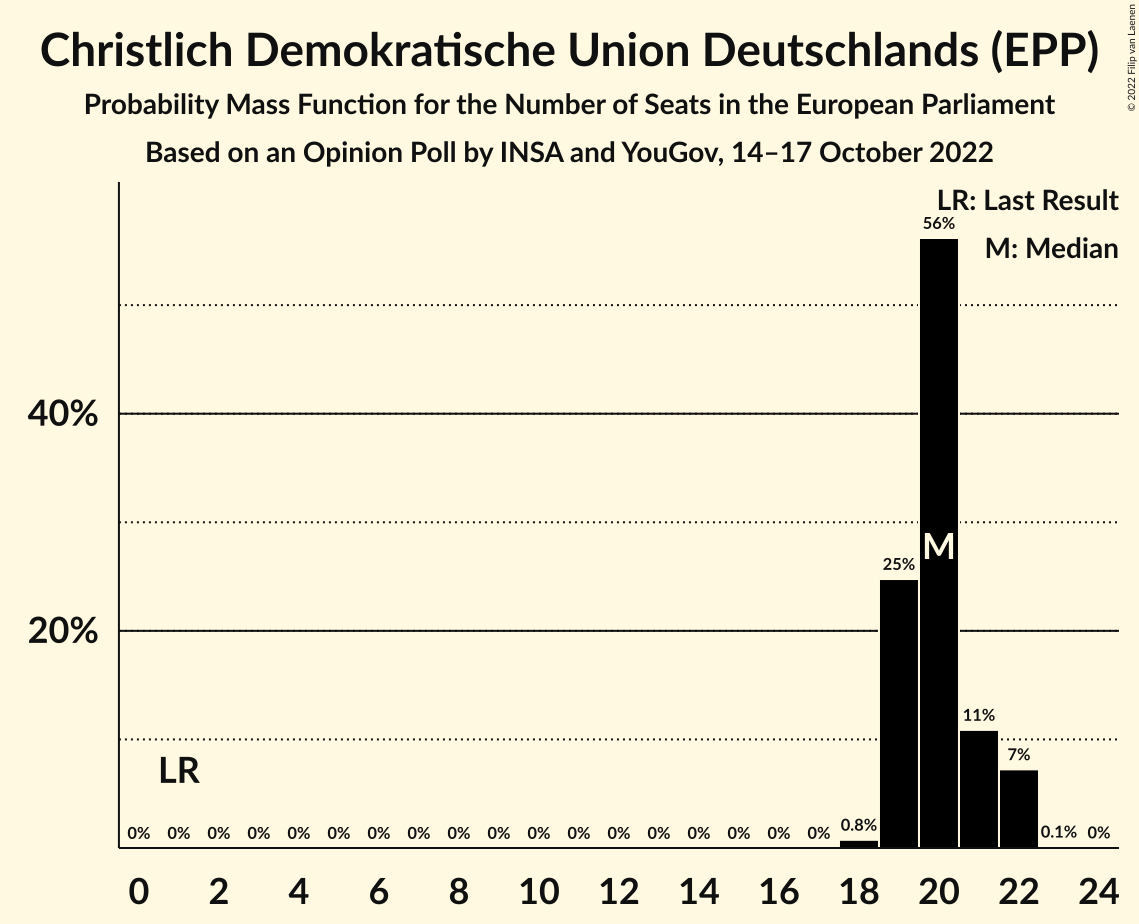 Christlich Demokratische Union Deutschlands (EPP)
Probability Mass Function for the Number of Seats in the European Parliament
Based on an Opinion Poll by INSA and YouGov, 14–17 October 2022
© 2022 Filip van Laenen
LR: Last Result
M: Median
56%
40%
M
25%
20%
11%
LR
7%
0% 0% 0% 0% 0% 0% 0% 0% 0% 0% 0% 0% 0% 0% 0% 0% 0% 0% 0.8% 0.1% 0%
0 2 4 6 8 10 12 14 16 18 20 22 24